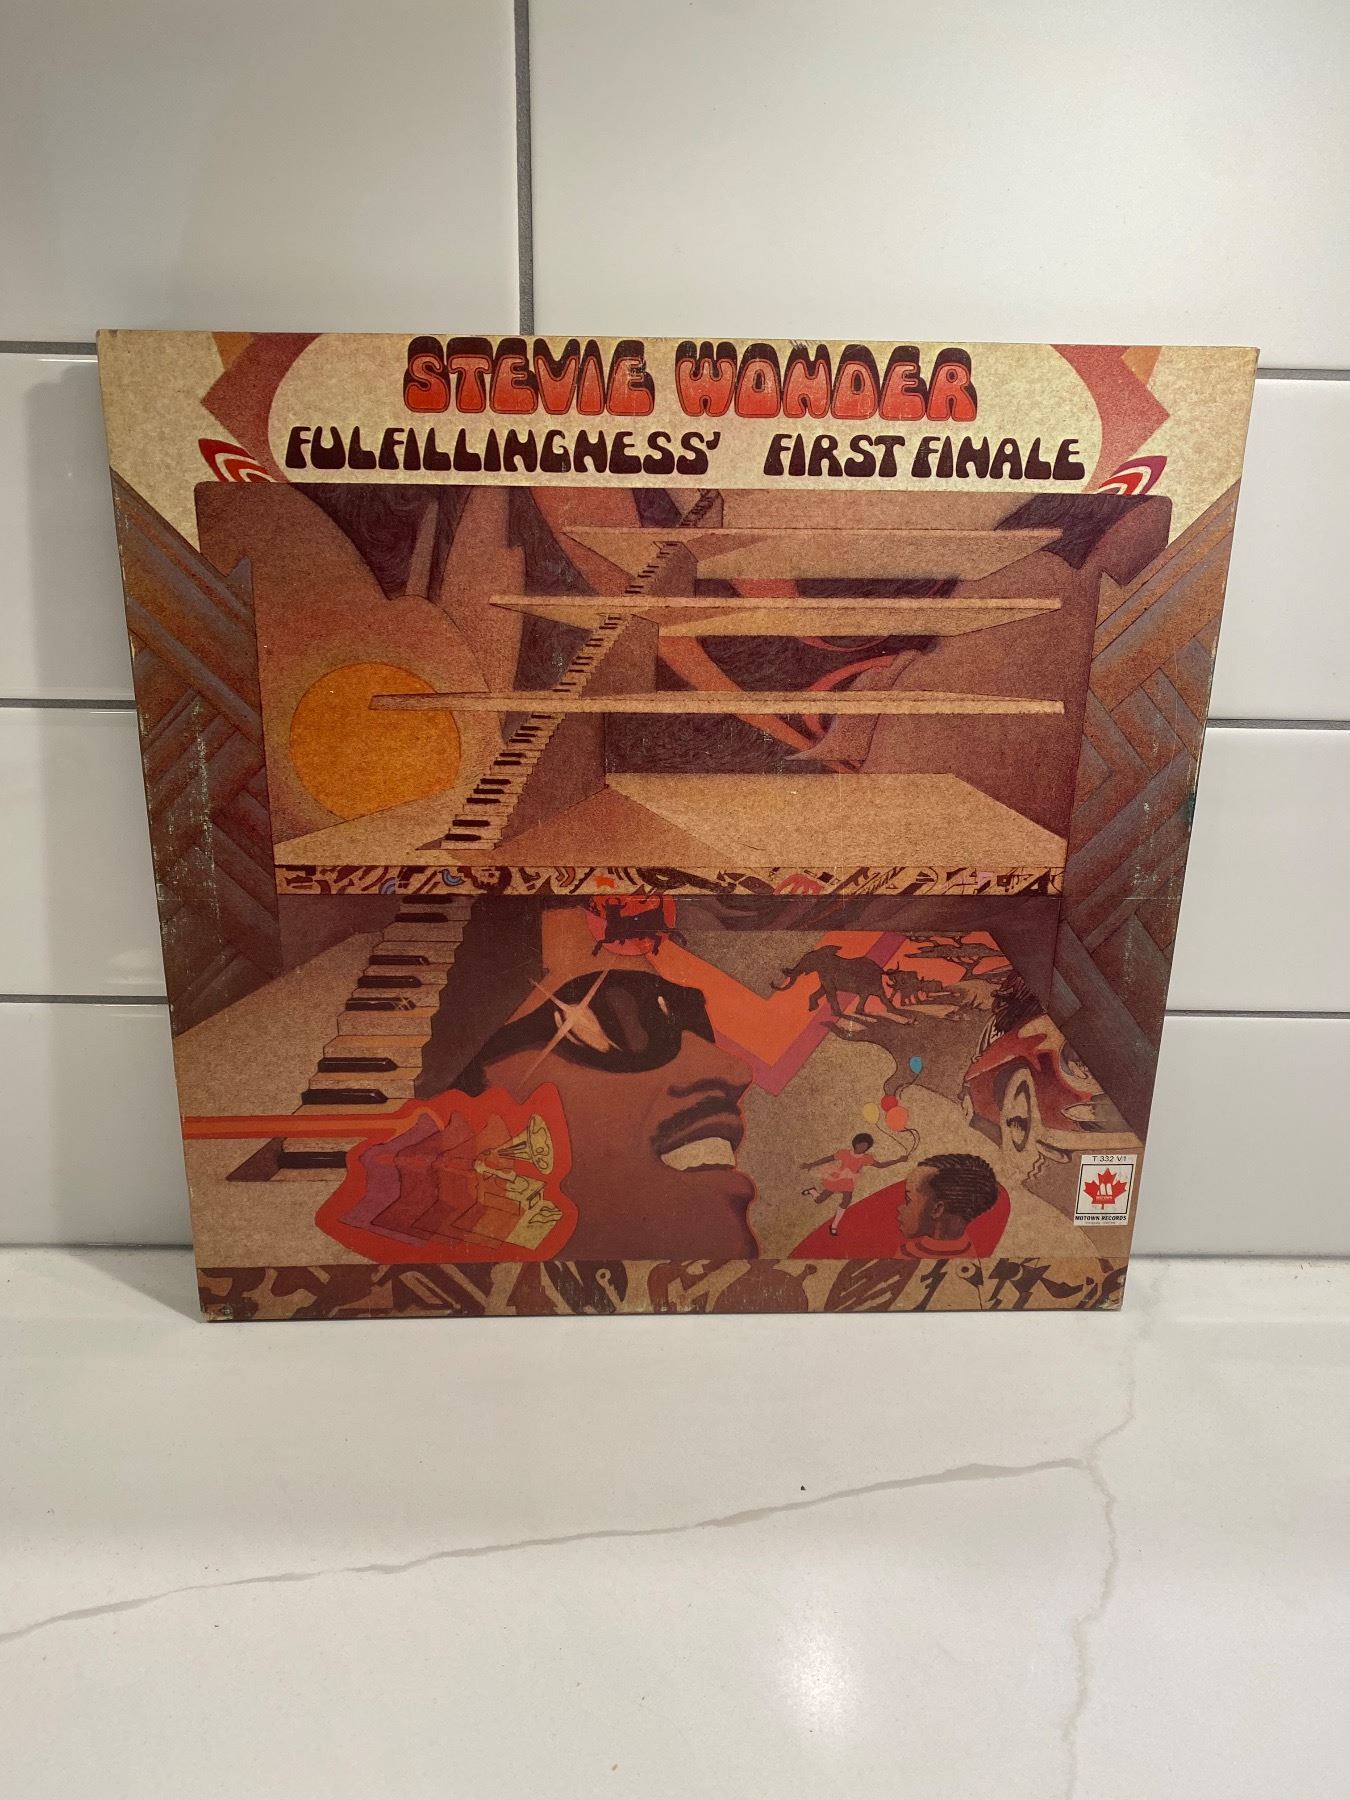 STEVIE WONDER
FULFILLINGNESS' FIRST FINALE
T-332 V1
MOTOWN RECORDS